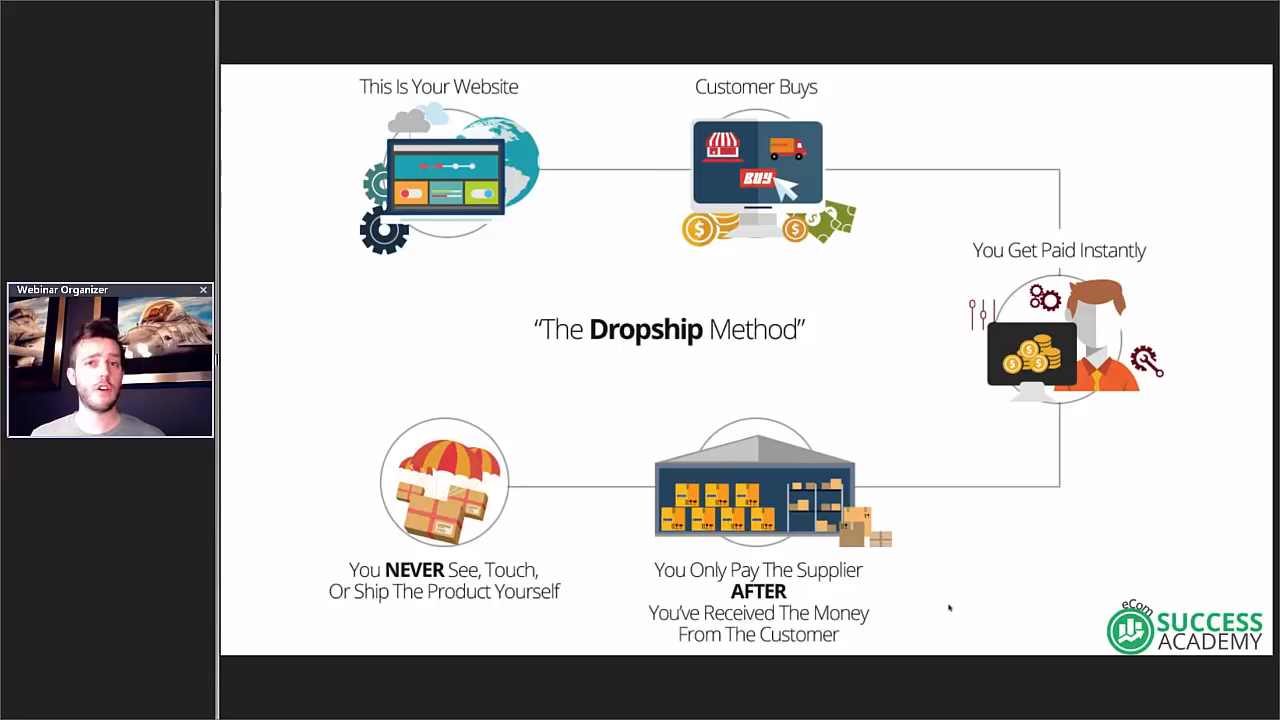 This Is Your Website
Customer Buys
BUY
Webinar Organizer
You Get Paid Instantly
“The Dropship Method”
You NEVER See, Touch,
Or Ship The Product Yourself
You Only Pay The Supplier
AFTER
You’ve Received The Money
From The Customer
eCom
SUCCESS
ACADEMY